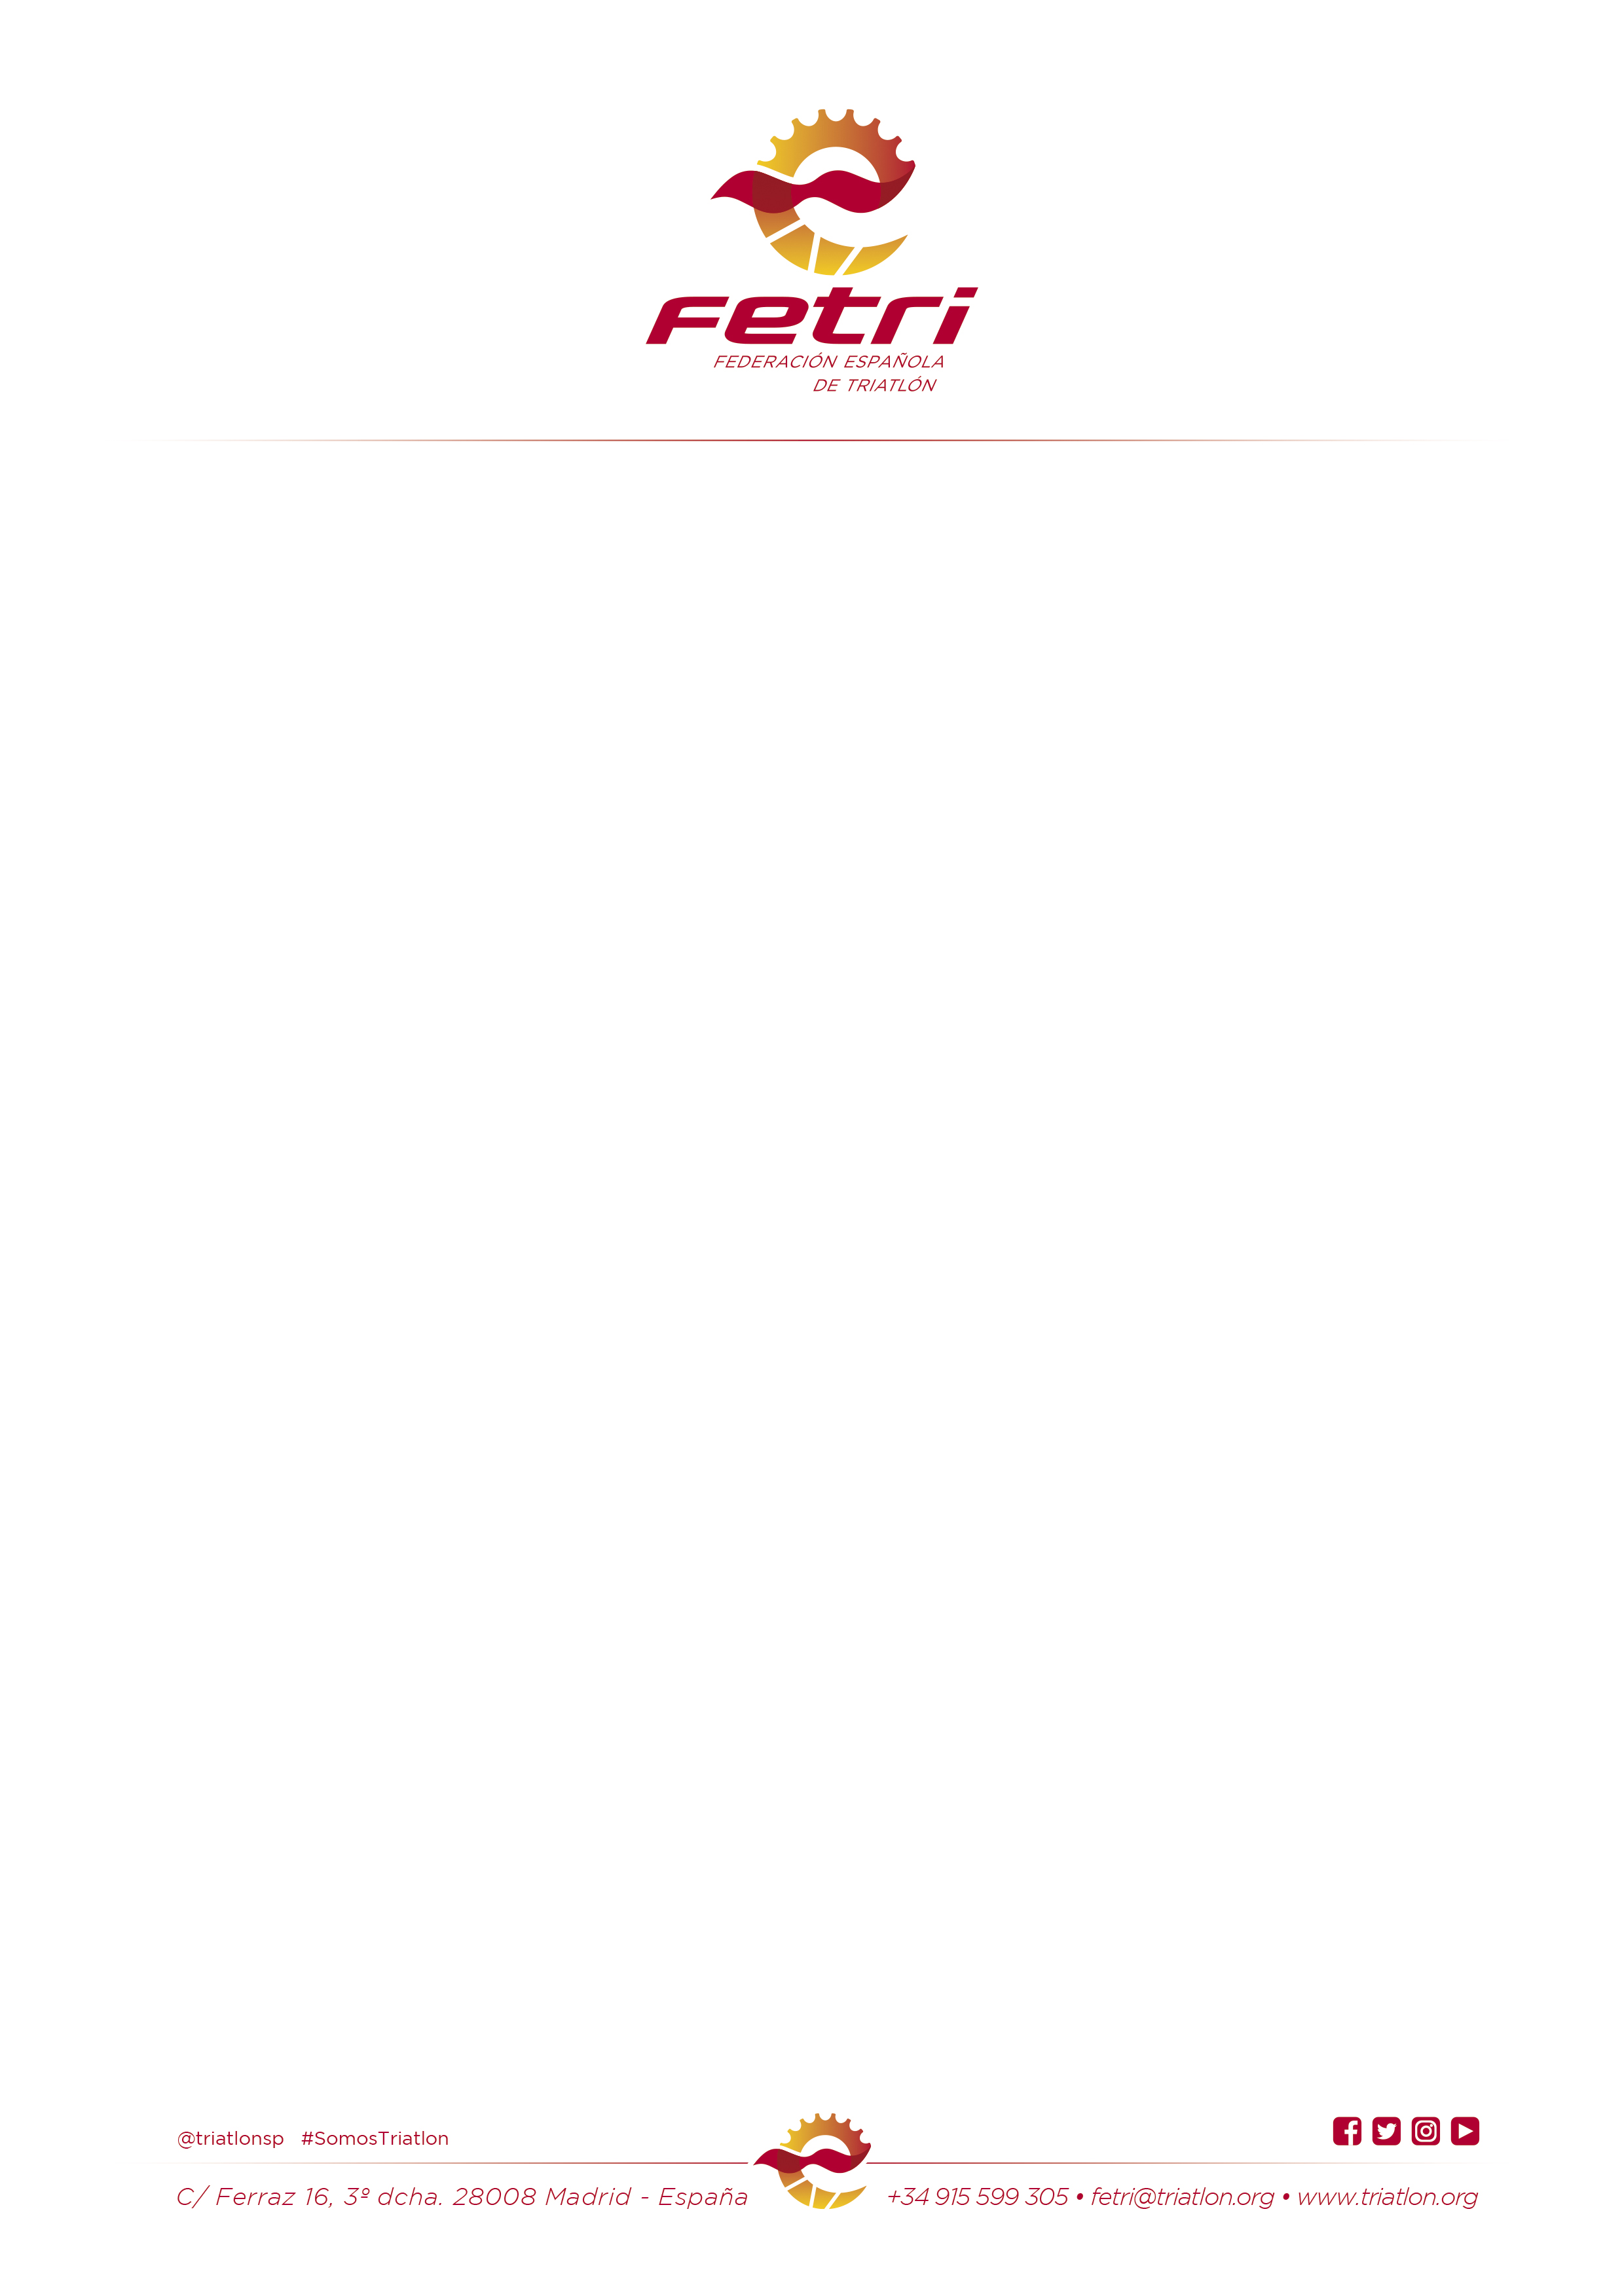 Fetri
FEDERACIÓN ESPAÑOLA
DE TRIATLÓN
@triatlonsp #SomosTriatlon
C/ Ferraz 16, 3º dcha. 28008 Madrid - España
+34 915 599 305 • fetri@triatlon.org • www.triatlon.org